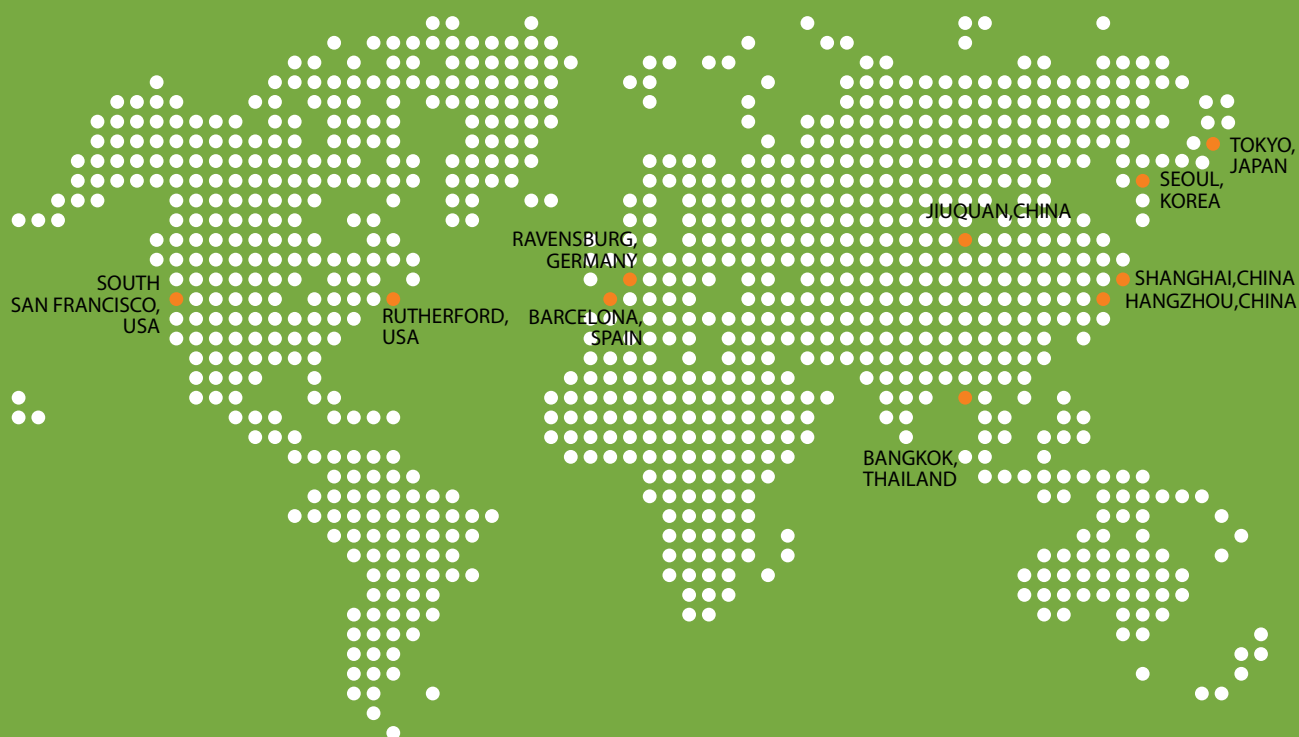 TOKYO,
JAPAN
SEOUL,
KOREA
JIUQUAN,CHINA
RAVENSBURG,
GERMANY
SHANGHAI,CHINA
HANGZHOU,CHINA
SOUTH
SAN FRANCISCO,
USA
RUTHERFORD,
USA
BARCELONA,
SPAIN
BANGKOK,
THAILAND